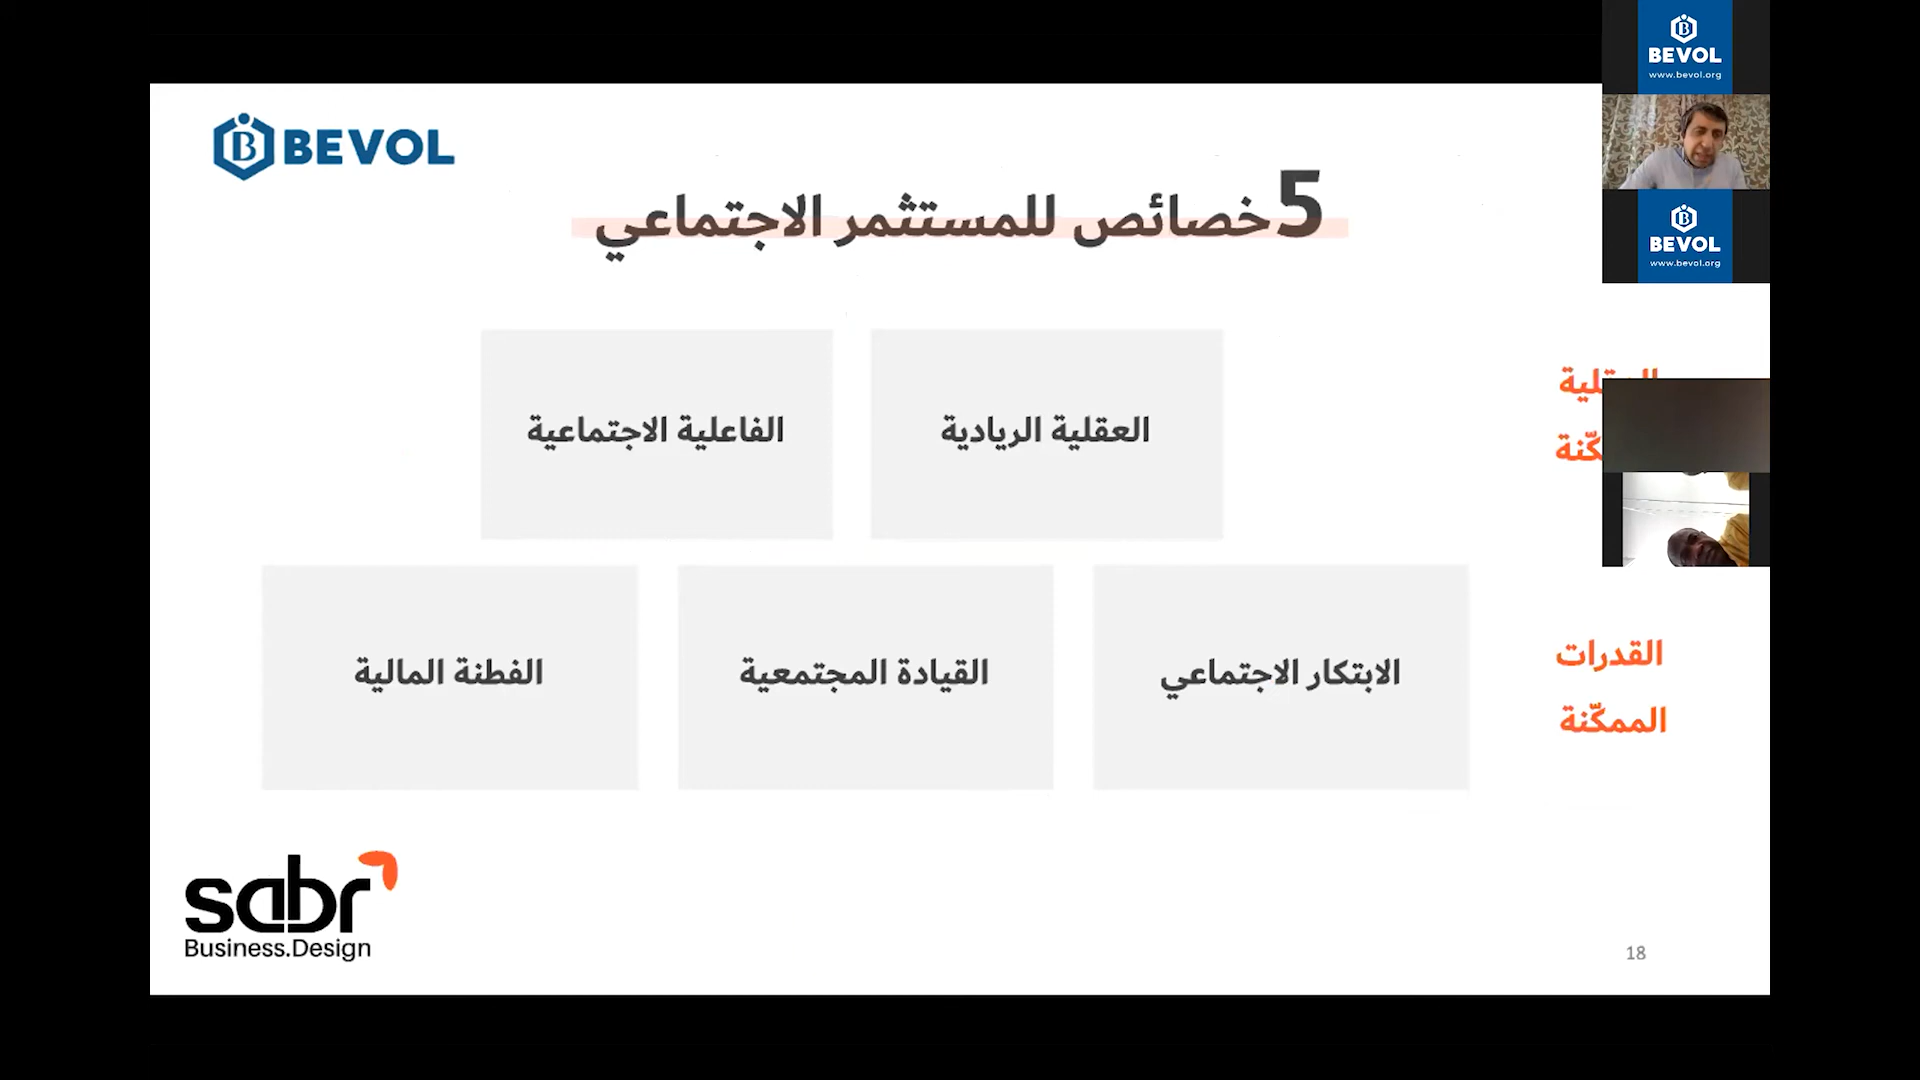 BEVOL
www.bevol.org
BEVOL
5 خصائص للمستثمر الاجتماعي
BEVOL
www.bevol.org
العقلية الريادية
الفاعلية الاجتماعية
القدرات
الممكّنة
الابتكار الاجتماعي
القيادة المجتمعية
الفطنة المالية
sabr
Business.Design
18